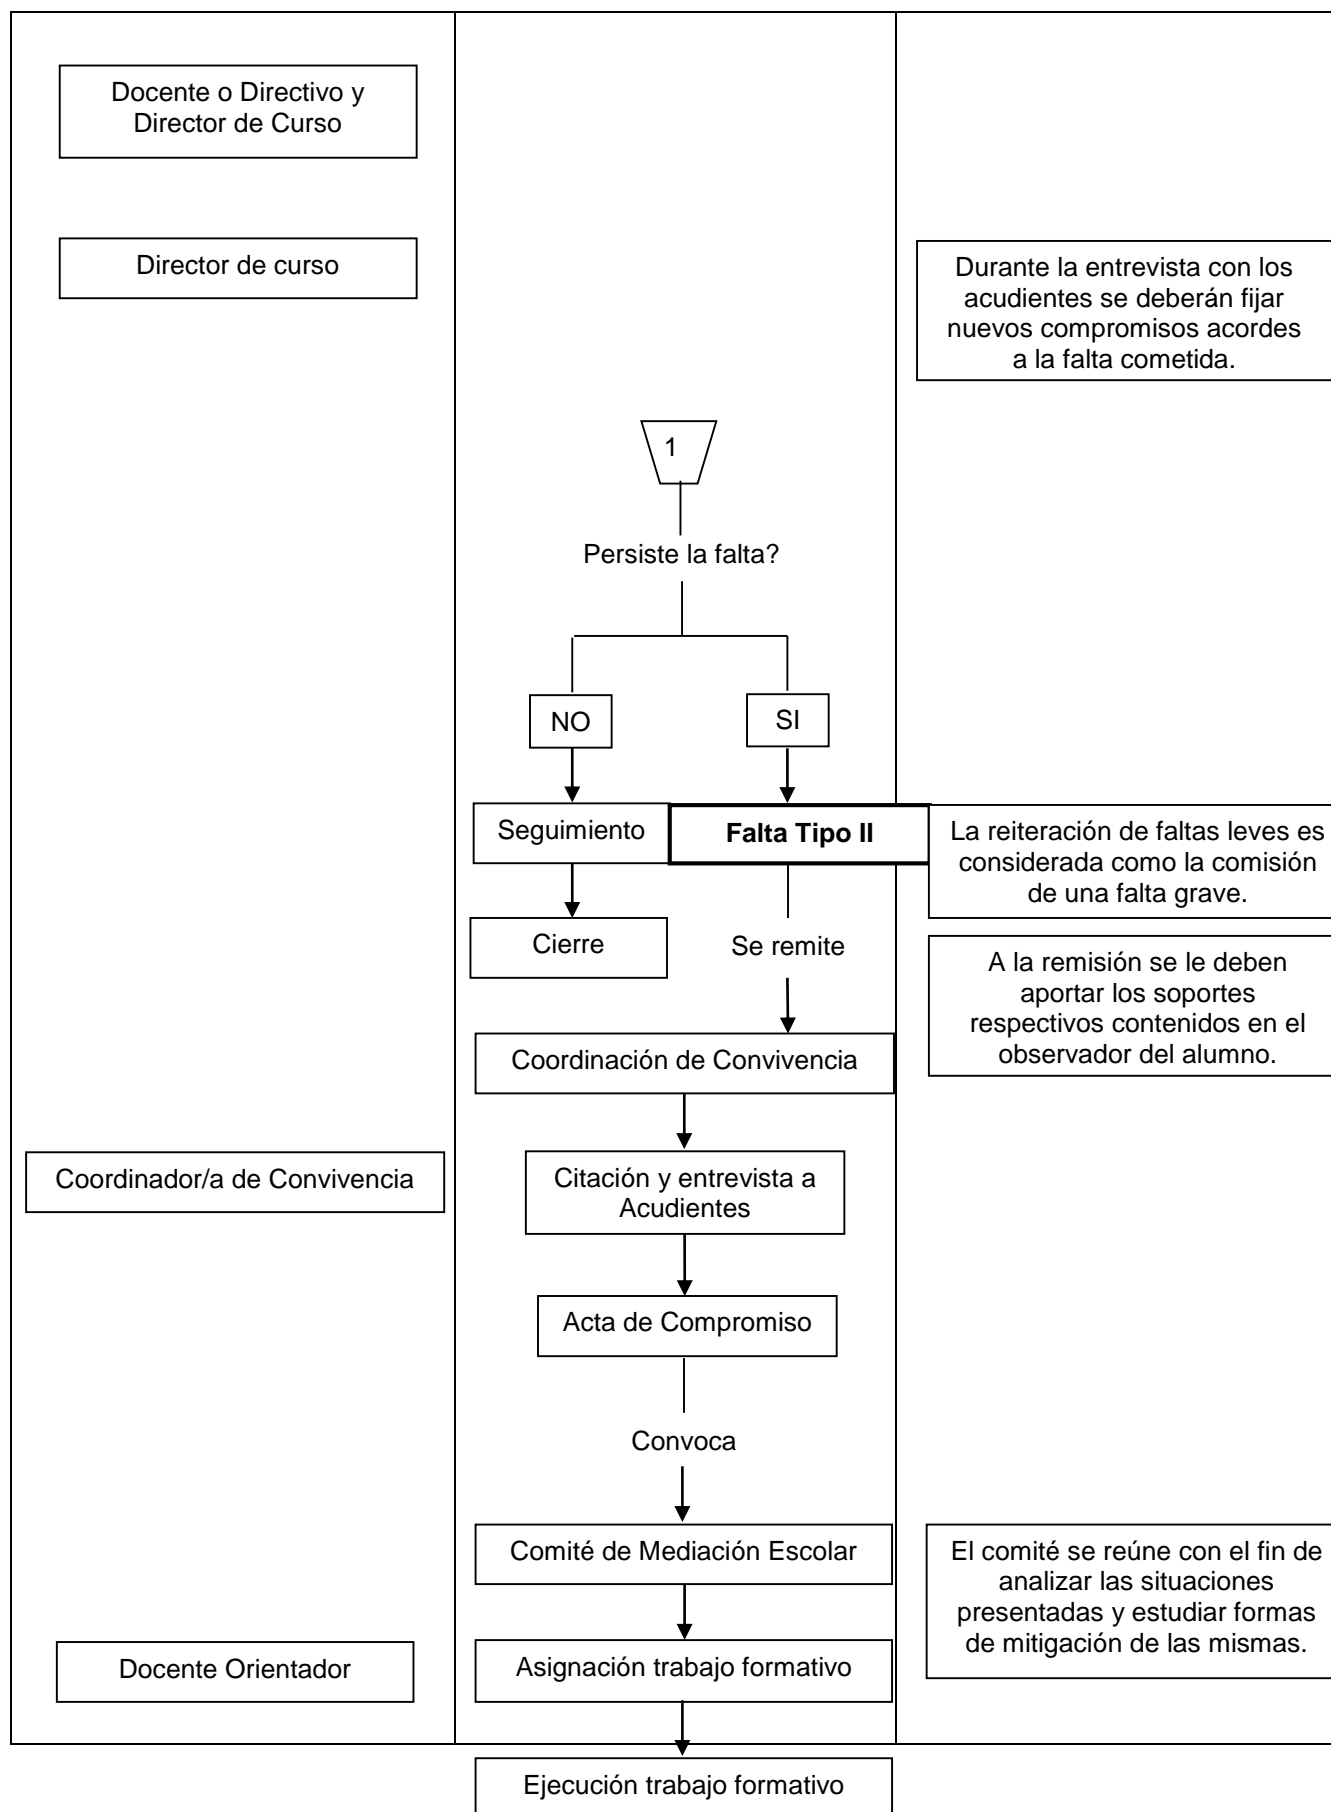 Docente o Directivo y
Director de Curso
Director de curso
Durante la entrevista con los
acudientes se deberán fijar
nuevos compromisos acordes
a la falta cometida.
1
Persiste la falta?
NO
SI
Seguimiento
Falta Tipo II
La reiteración de faltas leves es
considerada como la comisión
de una falta grave.
Cierre
Se remite
A la remisión se le deben
aportar los soportes
respectivos contenidos en el
observador del alumno.
Coordinación de Convivencia
Coordinador/a de Convivencia
Citación y entrevista a
Acudientes
Acta de Compromiso
Convoca
Comité de Mediación Escolar
El comité se reúne con el fin de
analizar las situaciones
presentadas y estudiar formas
de mitigación de las mismas.
Docente Orientador
Asignación trabajo formativo
Ejecución trabajo formativo